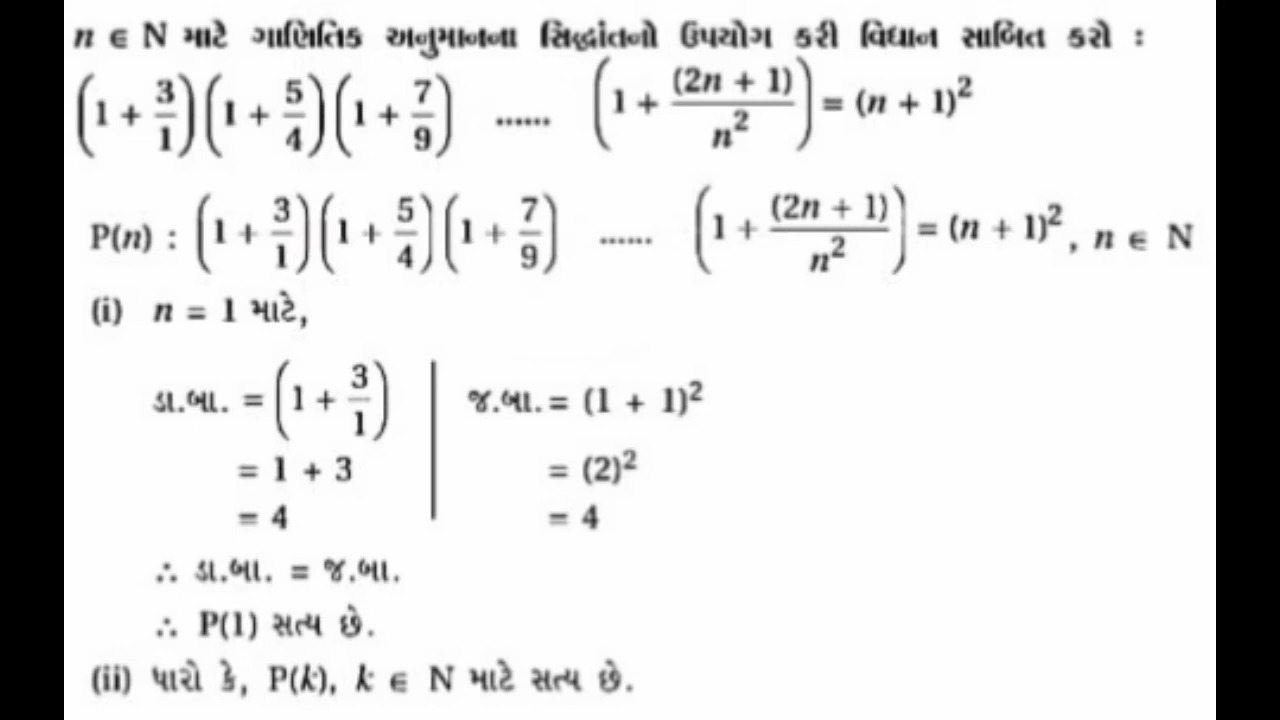 n ∈ N માટે ગાણિતિક અનુમાનના સિદ્ધાંતનો ઉપયોગ કરી વિધાન સાબિત કરો :
(1 + 3/1)(1 + 5/4)(1 + 7/9) ...... (1 + (2n + 1)/n²) = (n + 1)²
P(n) : (1 + 3/1)(1 + 5/4)(1 + 7/9) ...... (1 + (2n + 1)/n²) = (n + 1)², n ∈ N
(i) n = 1 માટે,
ડા.બા. = (1 + 3/1) | જ.બા. = (1 + 1)²
= 1 + 3 | = (2)²
= 4 | = 4
∴ ડા.બા. = જ.બા.
∴ P(1) સત્ય છે.
(ii) ધારો કે, P(k), k ∈ N માટે સત્ય છે.